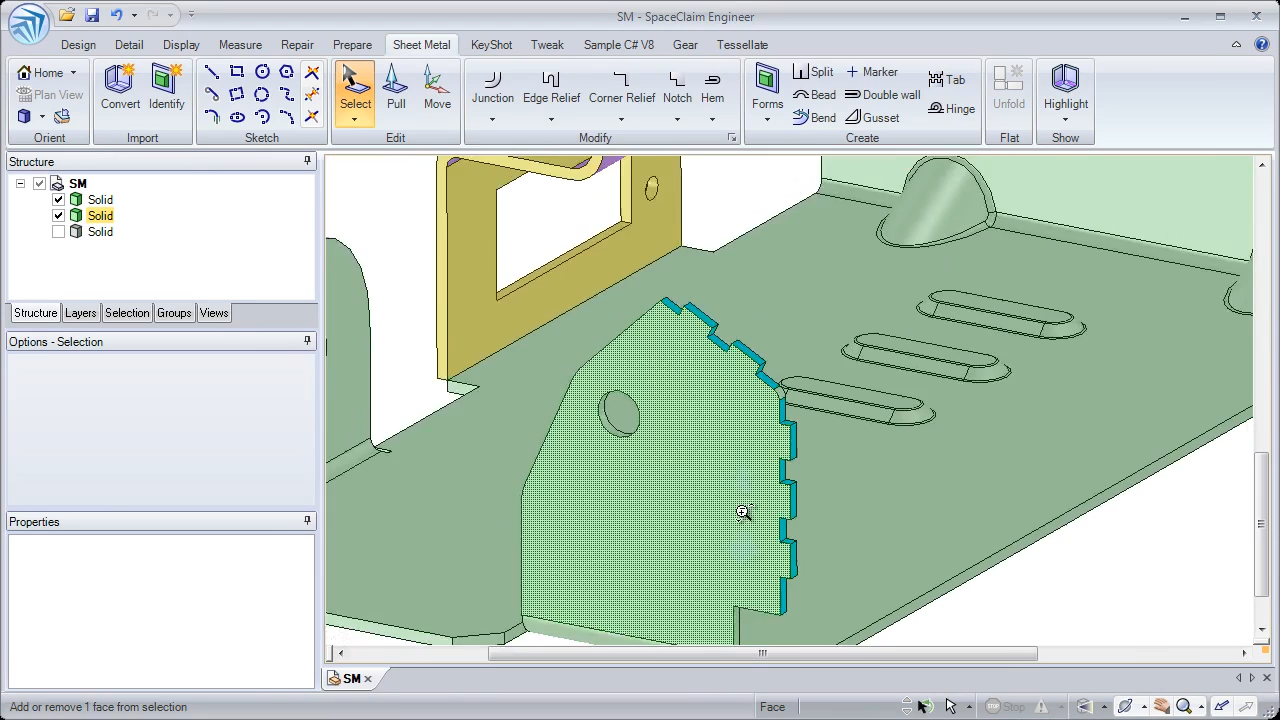 SM - SpaceClaim Engineer
Design Detail Display Measure Repair Prepare Sheet Metal KeyShot Tweak Sample C# V8 Gear Tessellate
Home
Plan View
Orient
Convert
Identify
Import
Sketch
Select
Pull
Move
Edit
Junction
Edge Relief
Corner Relief
Notch
Hem
Modify
Forms
Split
Bead
Bend
Marker
Double wall
Gusset
Tab
Hinge
Create
Unfold
Flat
Highlight
Show
Structure
SM
Solid
Solid
Solid
Structure Layers Selection Groups Views
Options - Selection
Properties
SM
Add or remove 1 face from selection
Face
Stop